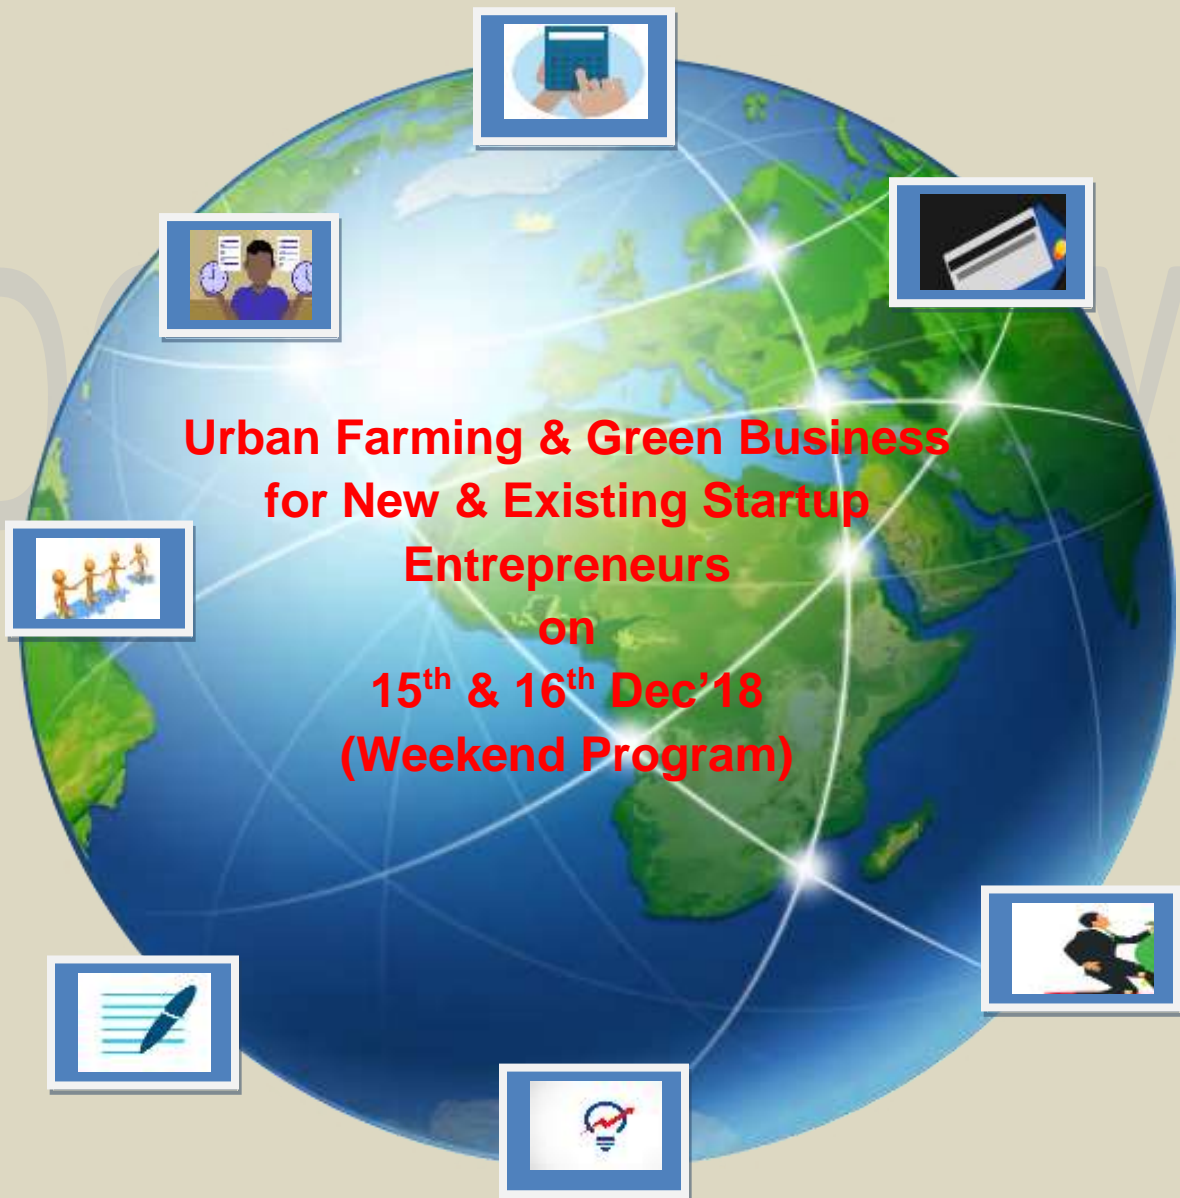 Urban Farming & Green Business
for New & Existing Startup
Entrepreneurs
on
15th & 16th Dec’18
(Weekend Program)